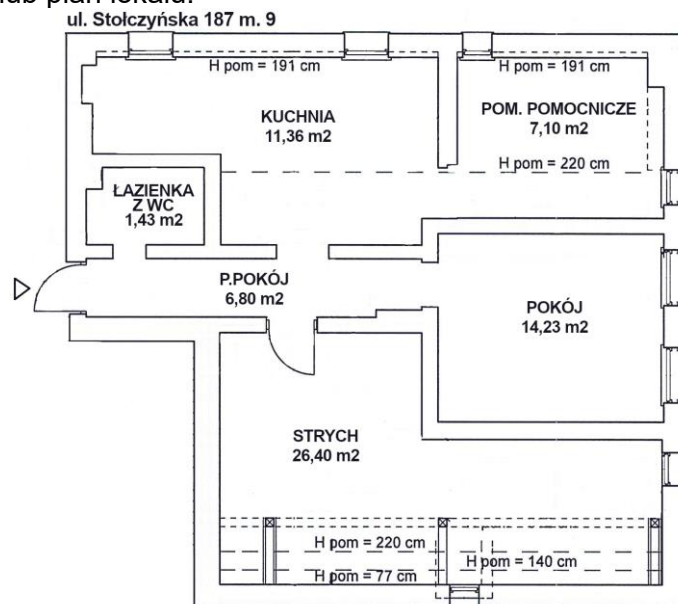 lub plan lokalu.
ul. Stołczyńska 187 m. 9
H pom = 191 cm
H pom = 191 cm
KUCHNIA
11,36 m2
POM. POMOCNICZE
7,10 m2
H pom = 220 cm
ŁAZIENKA
Z WC
1,43 m2
P.POKÓJ
6,80 m2
POKÓJ
14,23 m2
STRYCH
26,40 m2
H pom = 220 cm
H pom = 140 cm
H pom = 77 cm